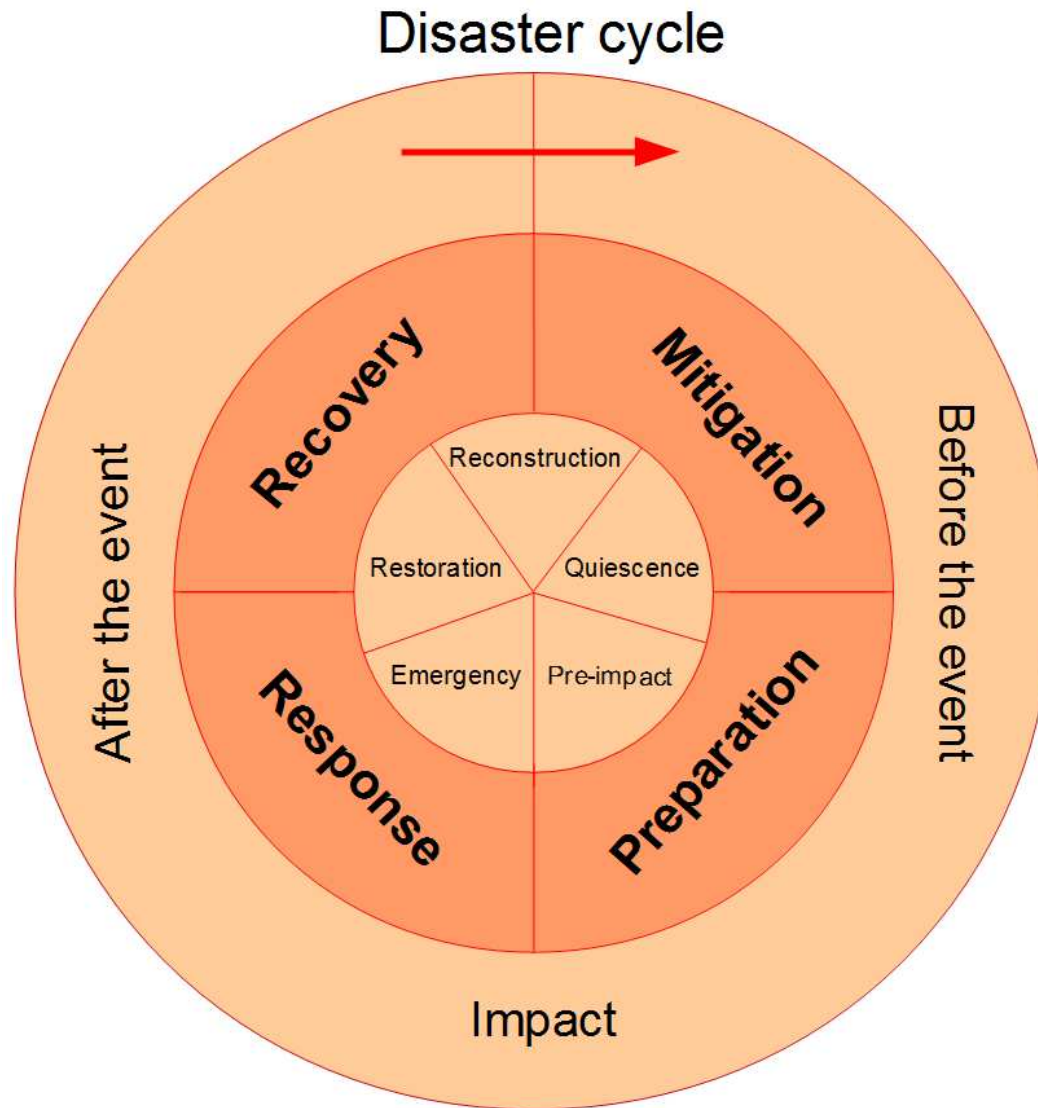 Disaster cycle
Recovery
Mitigation
After the event
Before the event
Reconstruction
Restoration
Quiescence
Emergency
Pre-impact
Response
Preparation
Impact